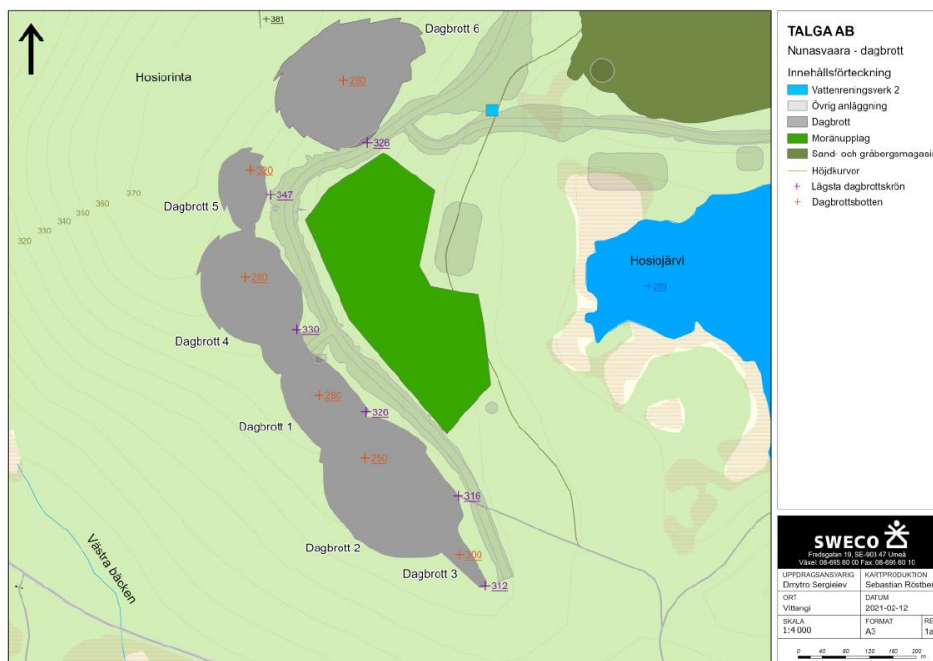 381
Dagbrott 6
Hosiorinta
280
326
320
347
Dagbrott 5
370
360
350
340
330
320
280
Hosiojärvi
289
330
Dagbrott 4
280
326
Dagbrott 1
250
316
Dagbrott 2
300
Dagbrott 3
312
Västra bäcken
TALGA AB
Nunasvaara - dagbrott
Innehållsförteckning
Vattenreningsverk 2
Övrig anläggning
Dagbrott
Moränupplag
Sand- och gråbergsmagasin
Höjdkurvor
Lägsta dagbrottskrön
Dagbrottsbotten
SWECO
Fredsgatan 19, SE-903 47 Umeå
Växel: 08-695 60 00 Fax: 08-695 60 10
UPPDRAGSANSVARIG KARTPRODUKTION
Dmytro Sergieiev Sebastian Röstber
ORT DATUM
Vittangi 2021-02-12
SKALA FORMAT RE
1:4 000 A3 1a
0 40 80 120 160 200
m